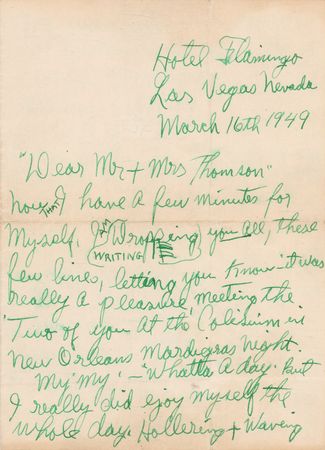 Hotel Flamingo
Las Vegas Nevada
March 16th 1949
"Dear Mr + Mrs Thomson"
now THAT I have A few minutes for
Myself, I AM Dropping you All, these
WRITING
few lines, letting you Know it was
really A pleasure meeting the
Two of you At the Coliseum in
New Orleans Mardigras night.
My "my" – "Whatta A day. but
I really did ejoy myself the
whole day. Hollering + Waving